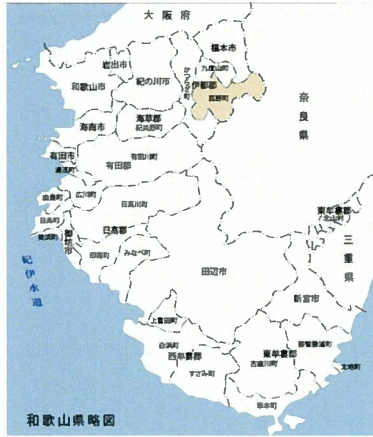 大阪府
橋本市
岩出市
九度山町
かつらぎ町
伊都郡
和歌山市
紀の川市
高野町
奈良県
海草郡
海南市
紀美野町
有田市
有田川町
湯浅町
有田郡
広川町
由良町
日高川町
日高町
東牟婁郡
北山村
美浜町
御坊市
日高郡
三重県
印南町
みなべ町
紀伊水道
田辺市
新宮市
上富田町
白浜町
那智勝浦町
西牟婁郡
東牟婁郡
太地町
すさみ町
古座川町
串本町
和歌山県略図